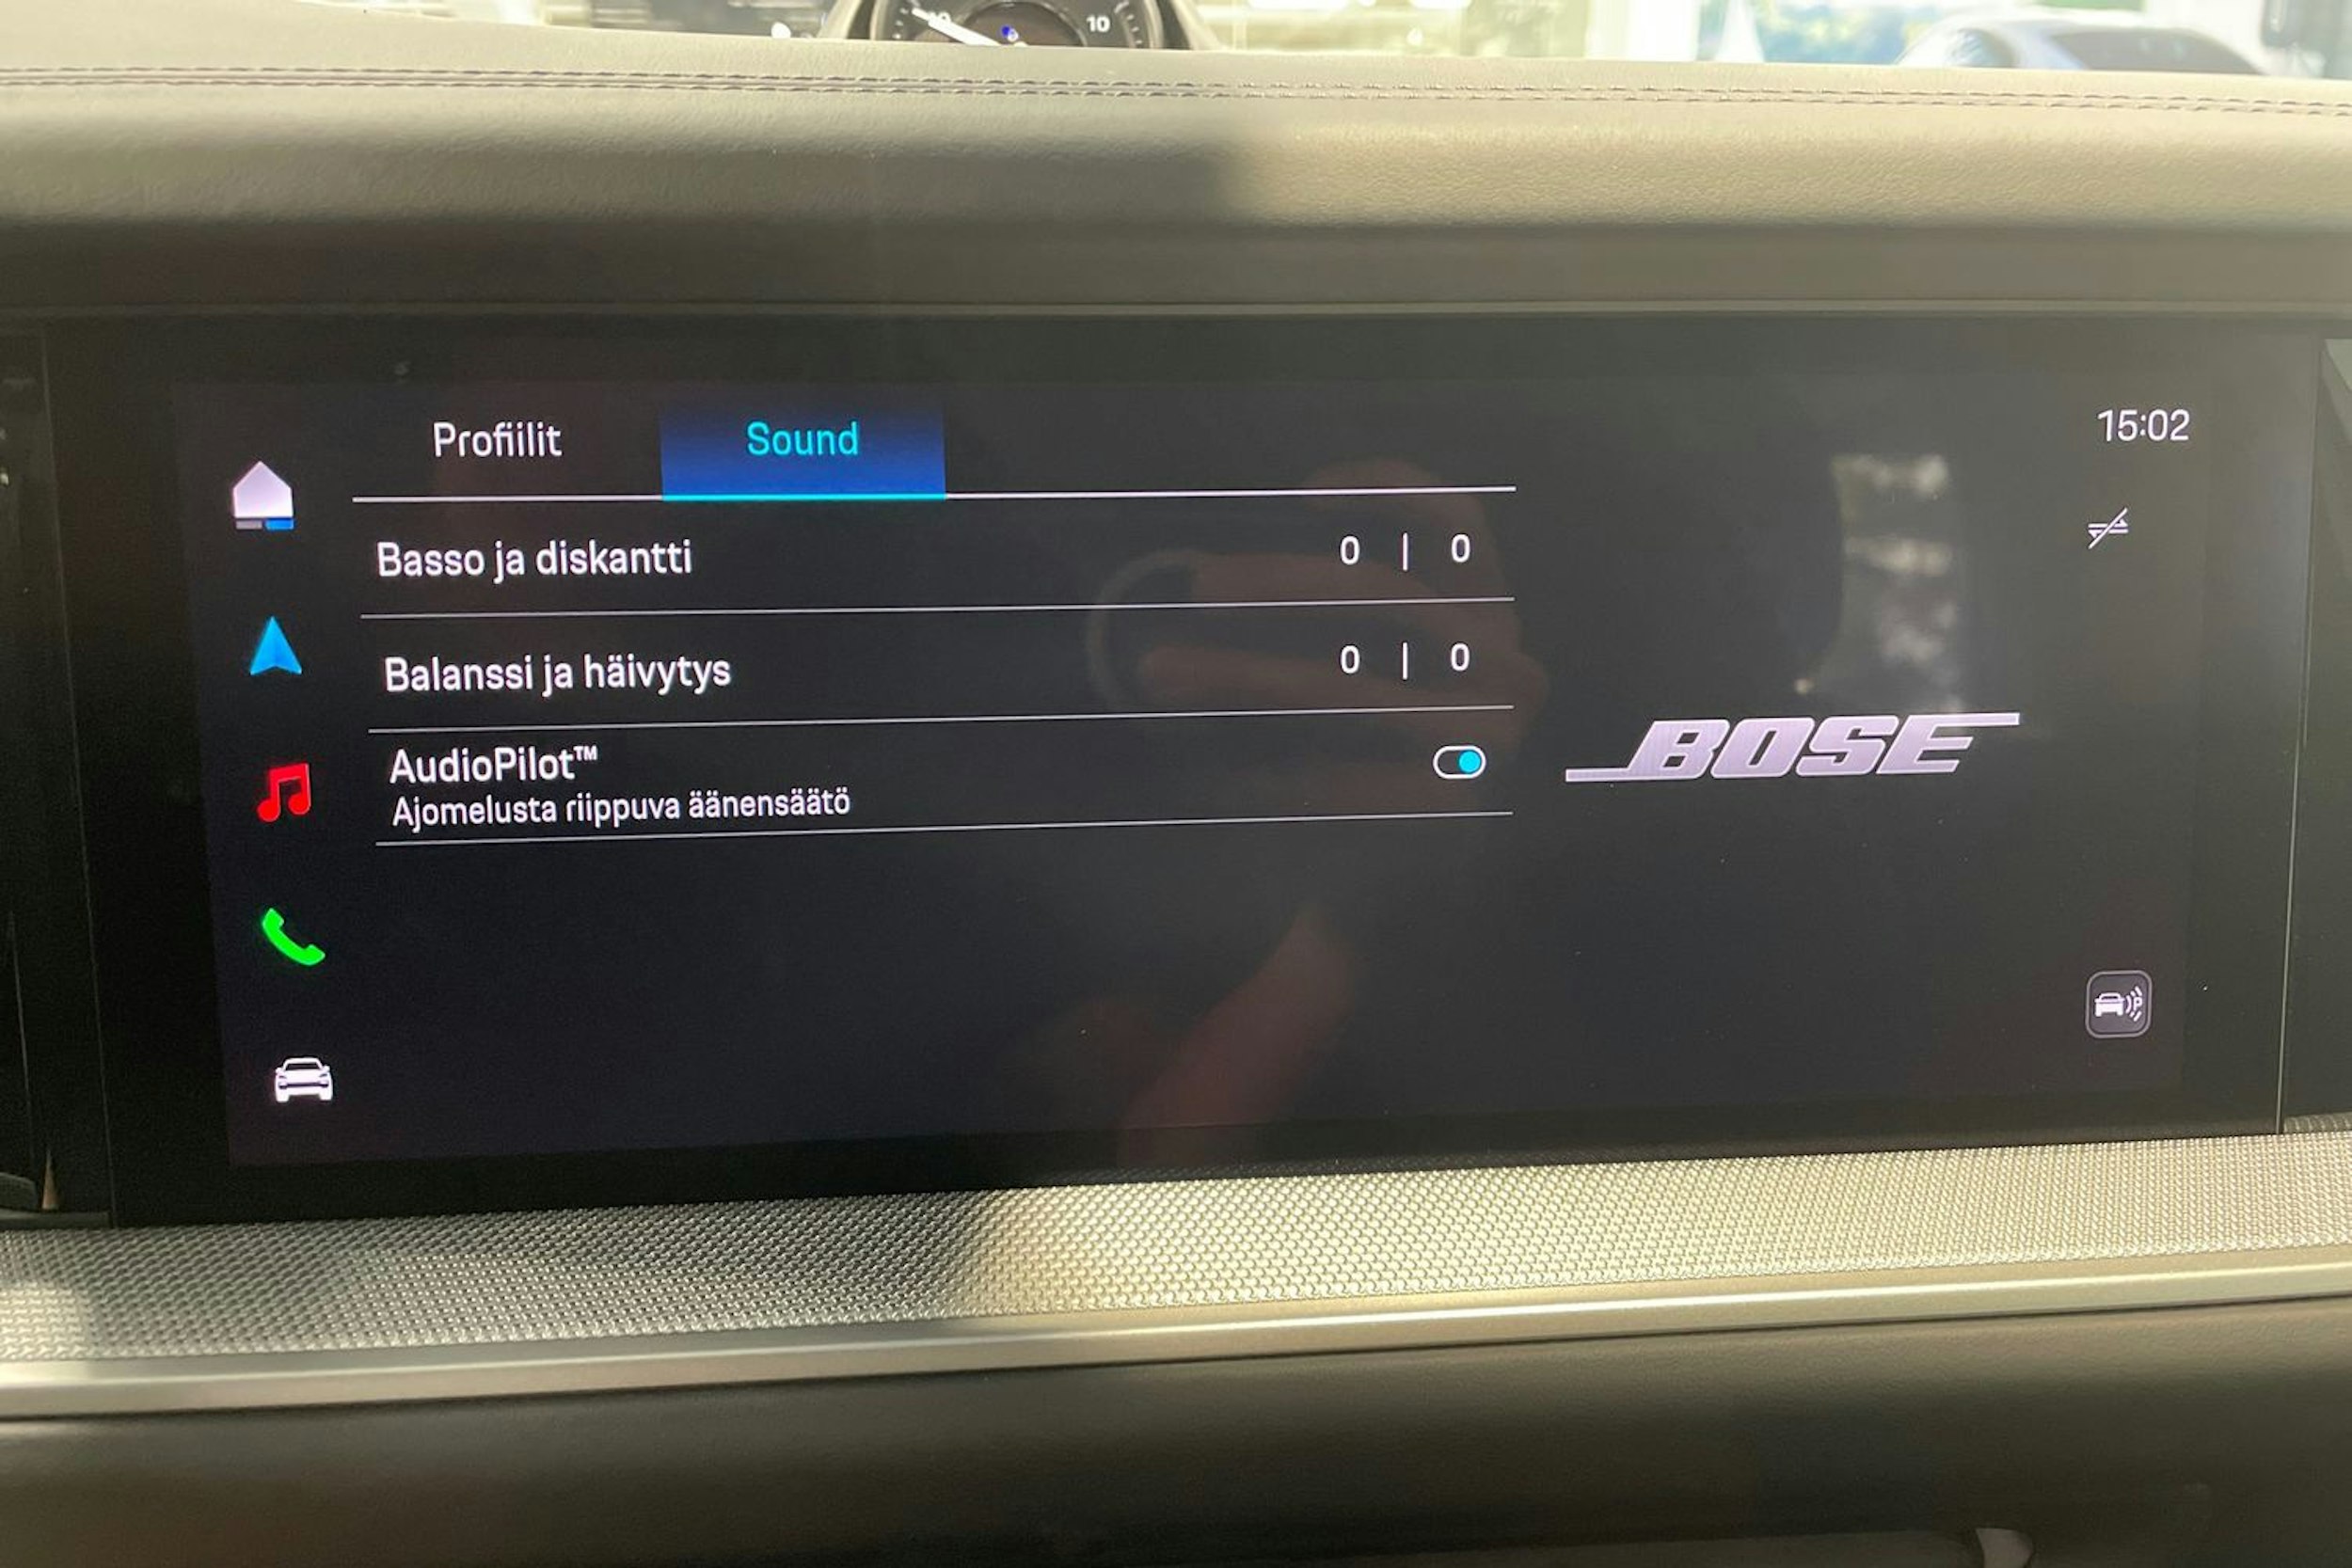 10
Profiilit
Sound
15:02
Basso ja diskantti
0 | 0
Balanssi ja häivytys
0 | 0
AudioPilot™
Ajomelusta riippuva äänensäätö
BOSE
P